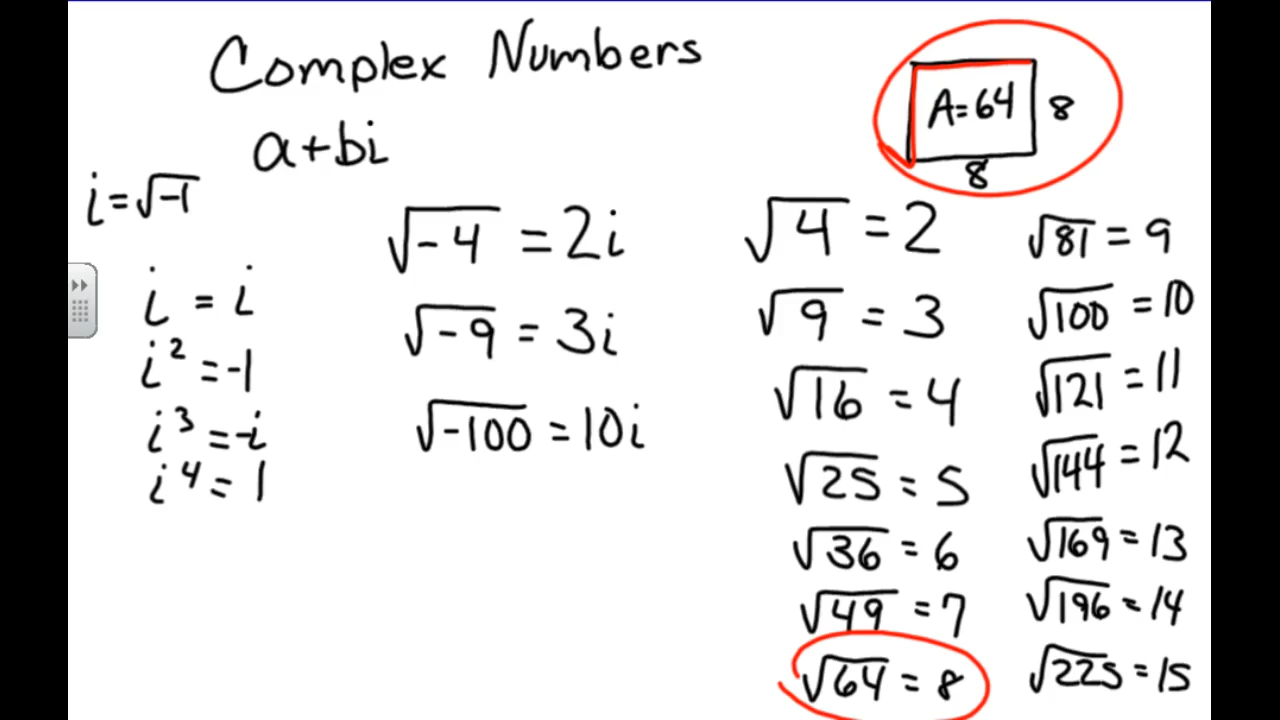 Complex Numbers
a+bi
A=64
8
8
i=√-1
i = i
i² = -1
i³ = -i
i⁴ = 1
√-4 = 2i
√-9 = 3i
√-100 = 10i
√4 = 2
√9 = 3
√16 = 4
√25 = 5
√36 = 6
√49 = 7
√64 = 8
√81 = 9
√100 = 10
√121 = 11
√144 = 12
√169 = 13
√196 = 14
√225 = 15